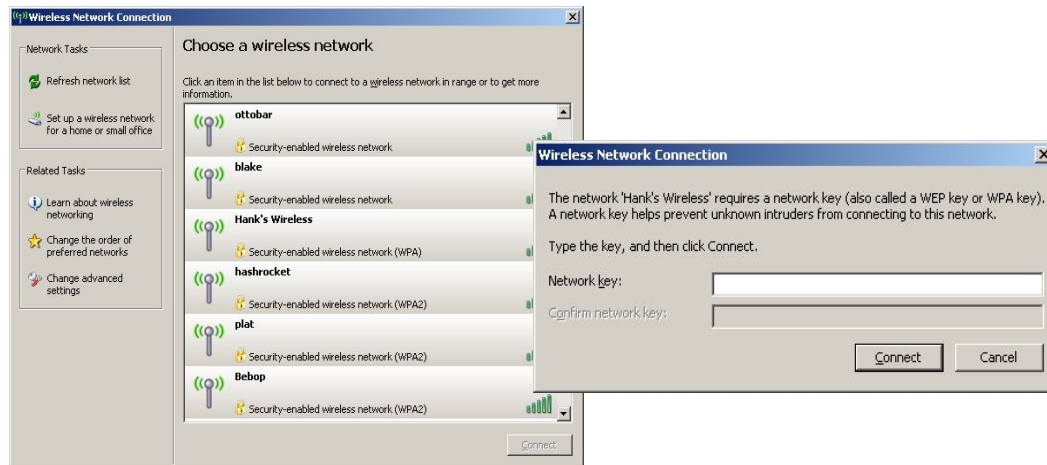 Wireless Network Connection
Network Tasks
Refresh network list
Set up a wireless network
for a home or small office
Related Tasks
Learn about wireless
networking
Change the order of
preferred networks
Change advanced
settings
Choose a wireless network
Click an item in the list below to connect to a wireless network in range or to get more
information.
ottobar
Security-enabled wireless network
blake
Security-enabled wireless network
Hank's Wireless
Security-enabled wireless network (WPA)
hashrocket
Security-enabled wireless network (WPA2)
plat
Security-enabled wireless network (WPA2)
Bebop
Security-enabled wireless network (WPA2)
Connect
Wireless Network Connection
The network 'Hank's Wireless' requires a network key (also called a WEP key or WPA key).
A network key helps prevent unknown intruders from connecting to this network.
Type the key, and then click Connect.
Network key:
Confirm network key:
Connect
Cancel